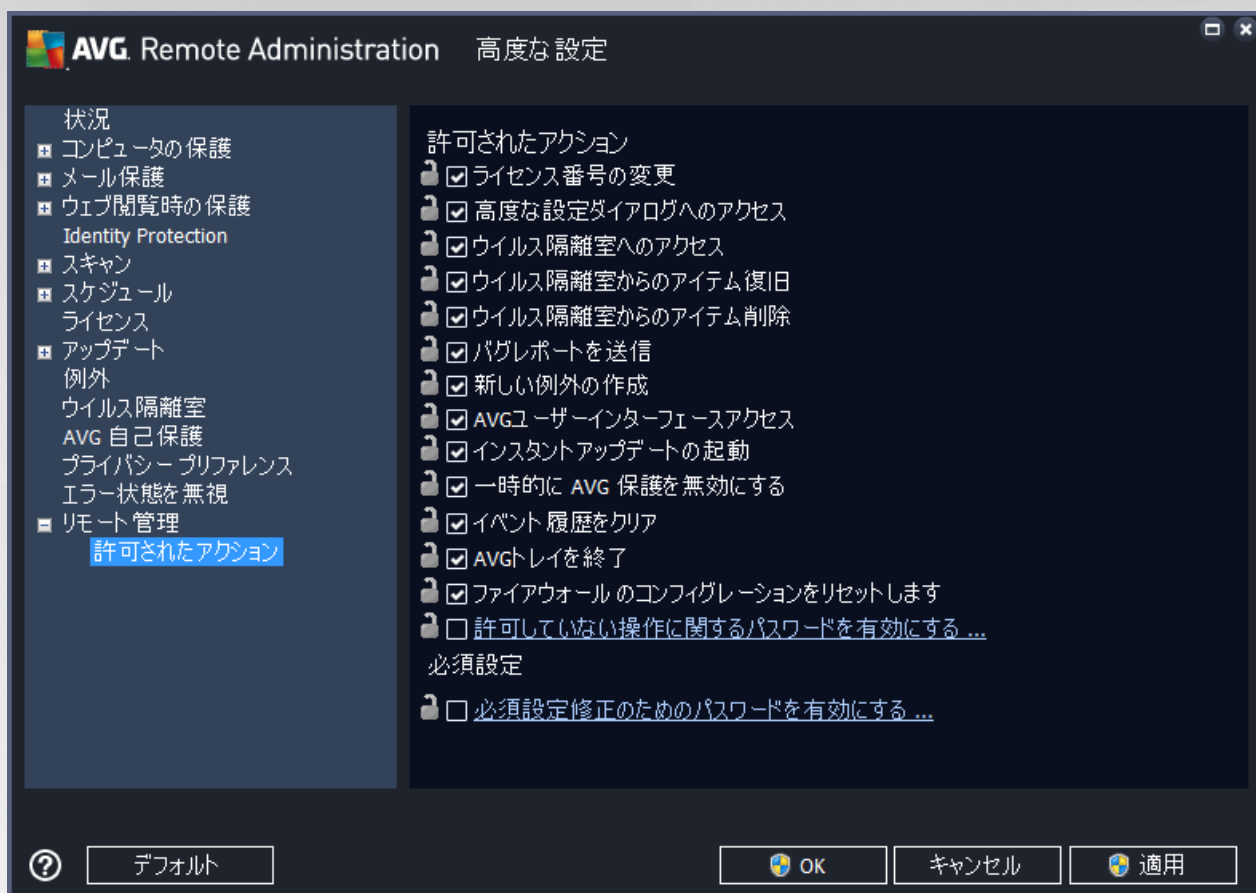 AVG. Remote Administration 高度な設定
状況
コンピュータの保護
メール保護
ウェブ閲覧時の保護
Identity Protection
スキャン
スケジュール
ライセンス
アップデート
例外
ウイルス隔離室
AVG 自己保護
プライバシー プリファレンス
エラー状態を無視
リモート管理
許可されたアクション
許可されたアクション
ライセンス番号の変更
高度な設定ダイアログへのアクセス
ウイルス隔離室へのアクセス
ウイルス隔離室からのアイテム復旧
ウイルス隔離室からのアイテム削除
バグレポートを送信
新しい例外の作成
AVGユーザーインターフェースアクセス
インスタントアップデートの起動
一時的に AVG 保護を無効にする
イベント履歴をクリア
AVGトレイを終了
ファイアウォール のコンフィグレーションをリセットします
許可していない操作に関するパスワードを有効にする ...
必須設定
必須設定修正のためのパスワードを有効にする ...
? デフォルト OK キャンセル 適用